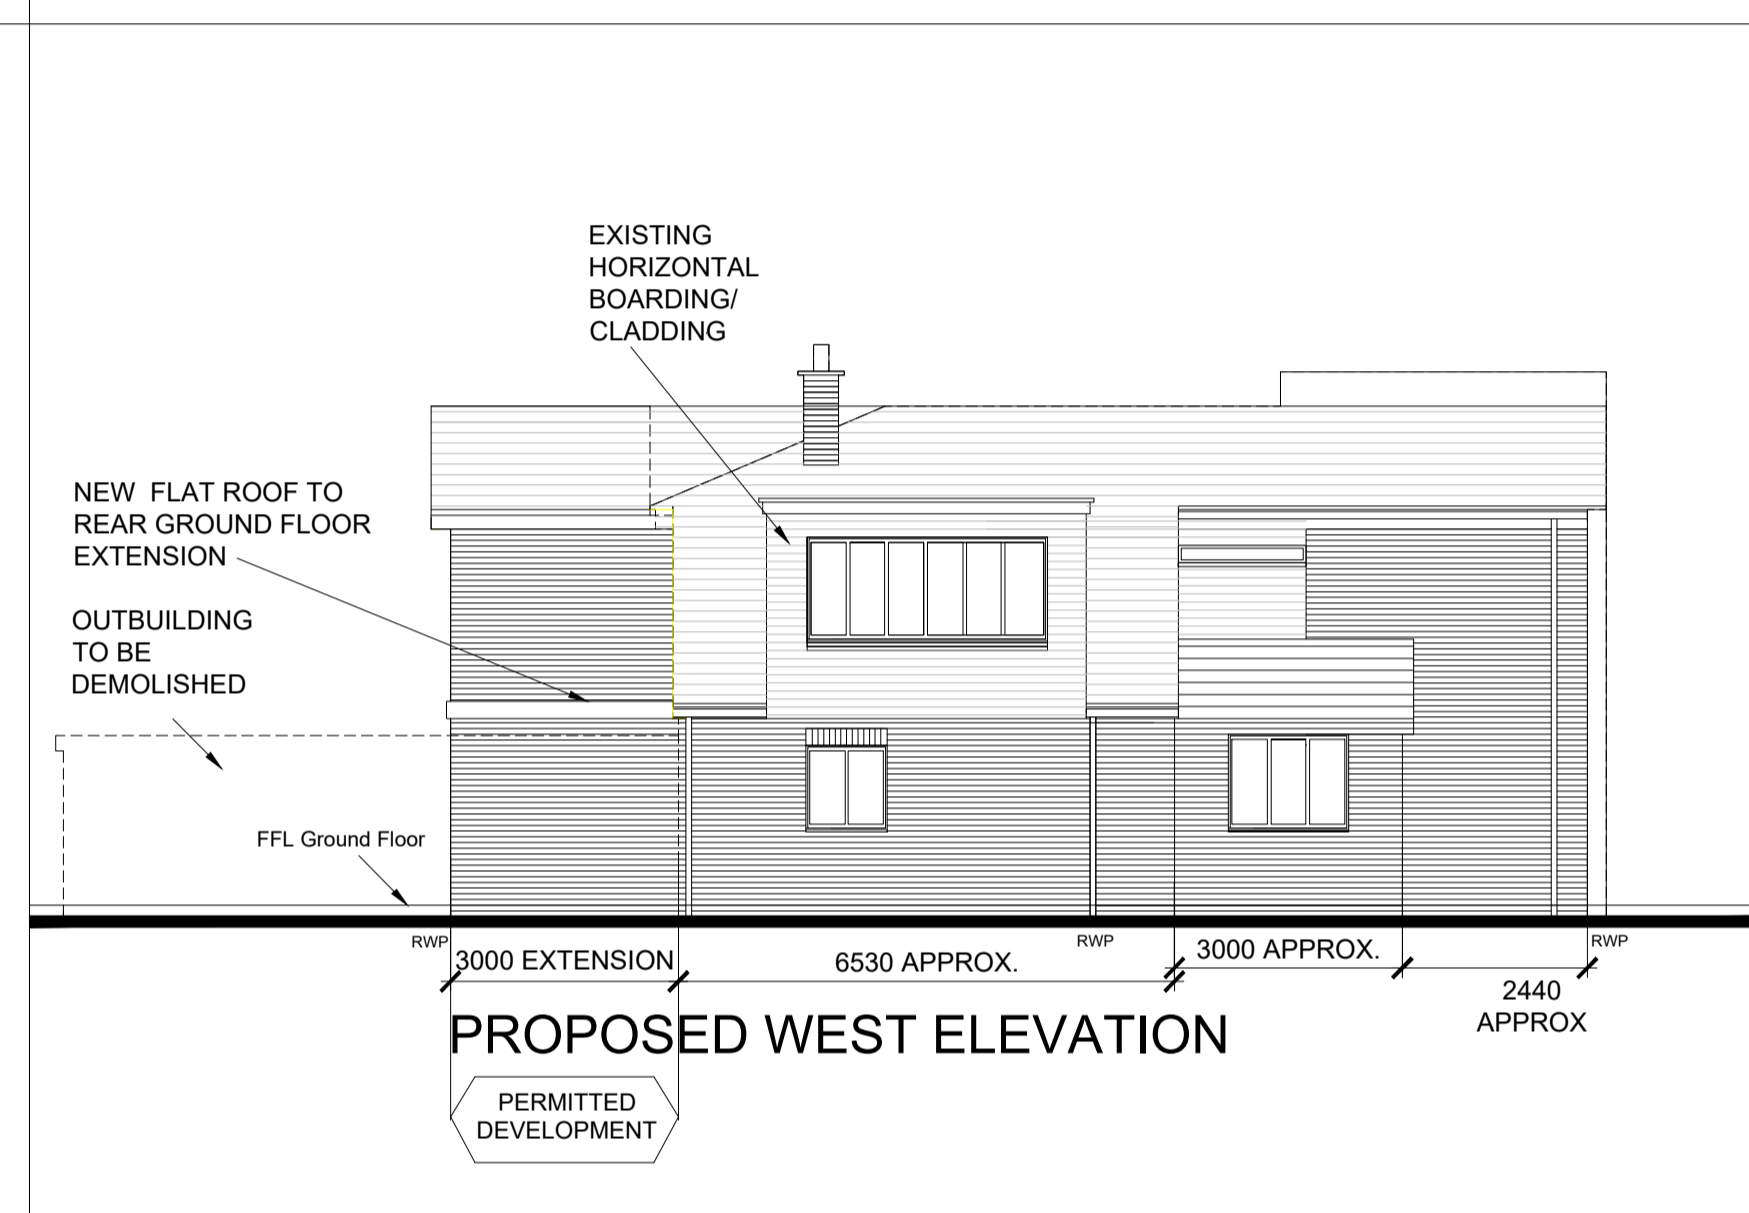 EXISTING
HORIZONTAL
BOARDING/
CLADDING
NEW FLAT ROOF TO
REAR GROUND FLOOR
EXTENSION
OUTBUILDING
TO BE
DEMOLISHED
FFL Ground Floor
RWP
RWP
RWP
3000 EXTENSION
6530 APPROX.
3000 APPROX.
2440
APPROX
PROPOSED WEST ELEVATION
PERMITTED
DEVELOPMENT